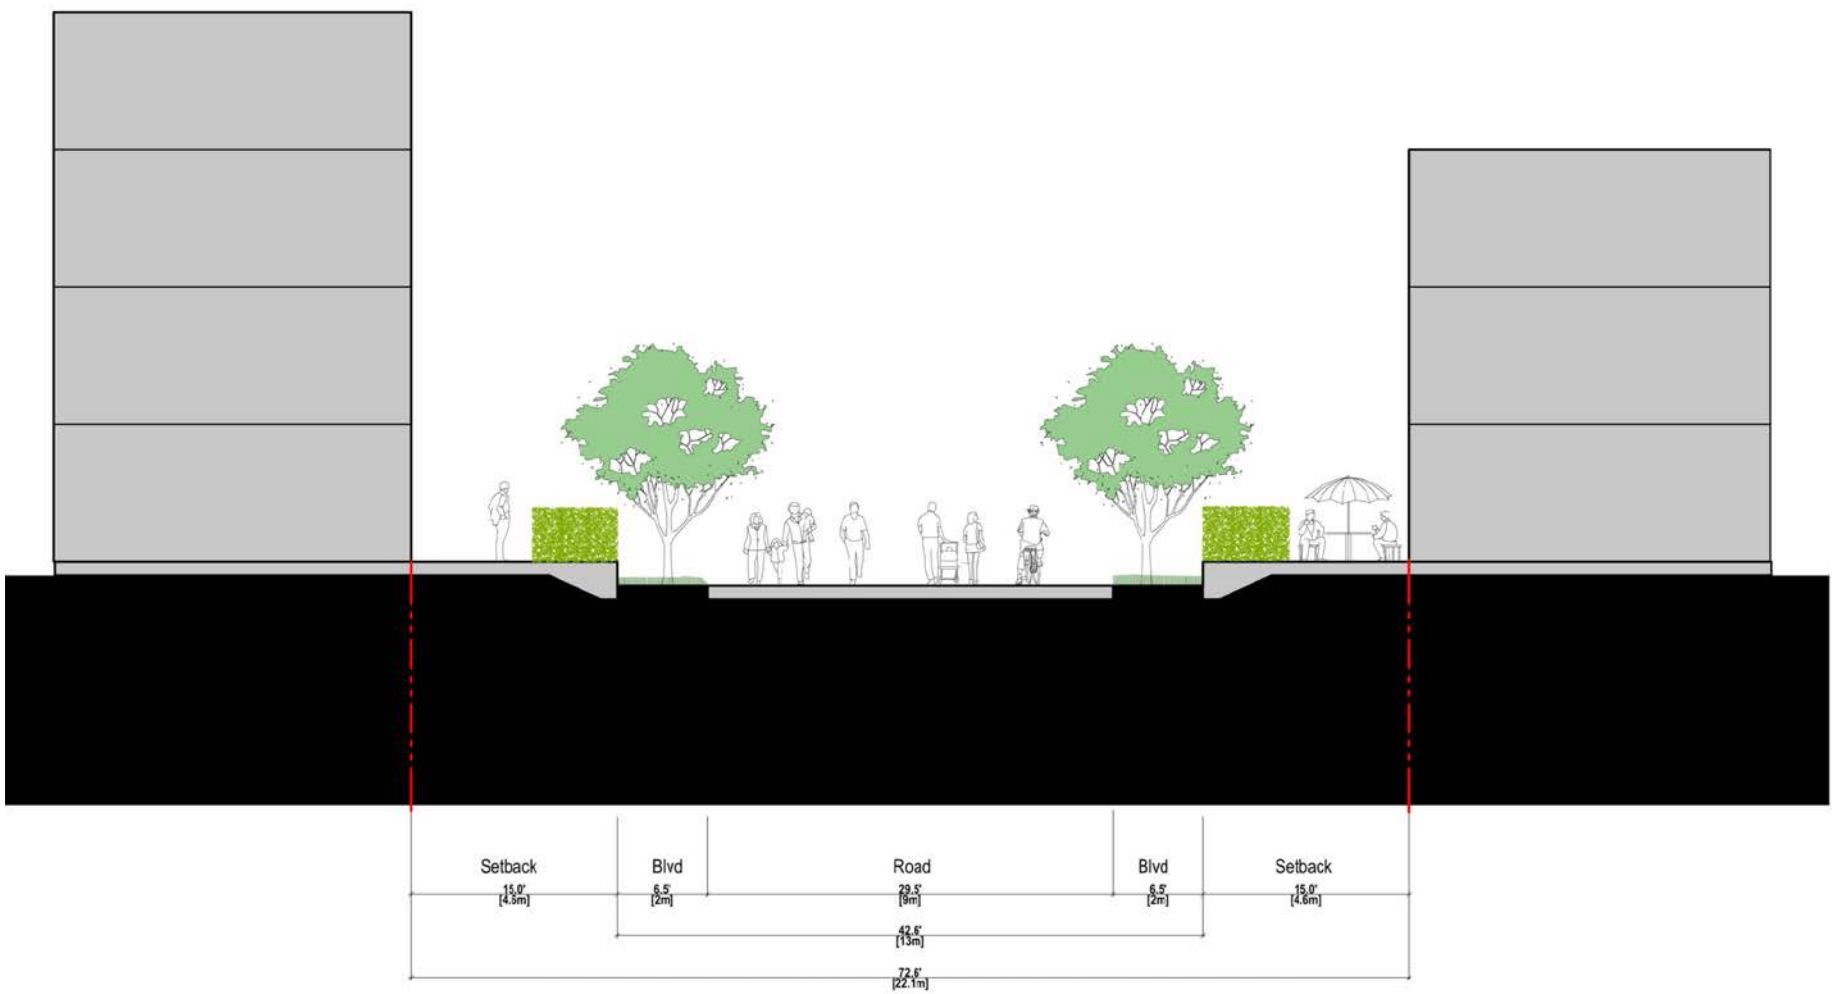 Setback Blvd Road Blvd Setback
15.0' 6.5' 29.5' 6.5' 15.0'
[4.6m] [2m] [9m] [2m] [4.6m]
42.6'
[13m]
72.6'
[22.1m]